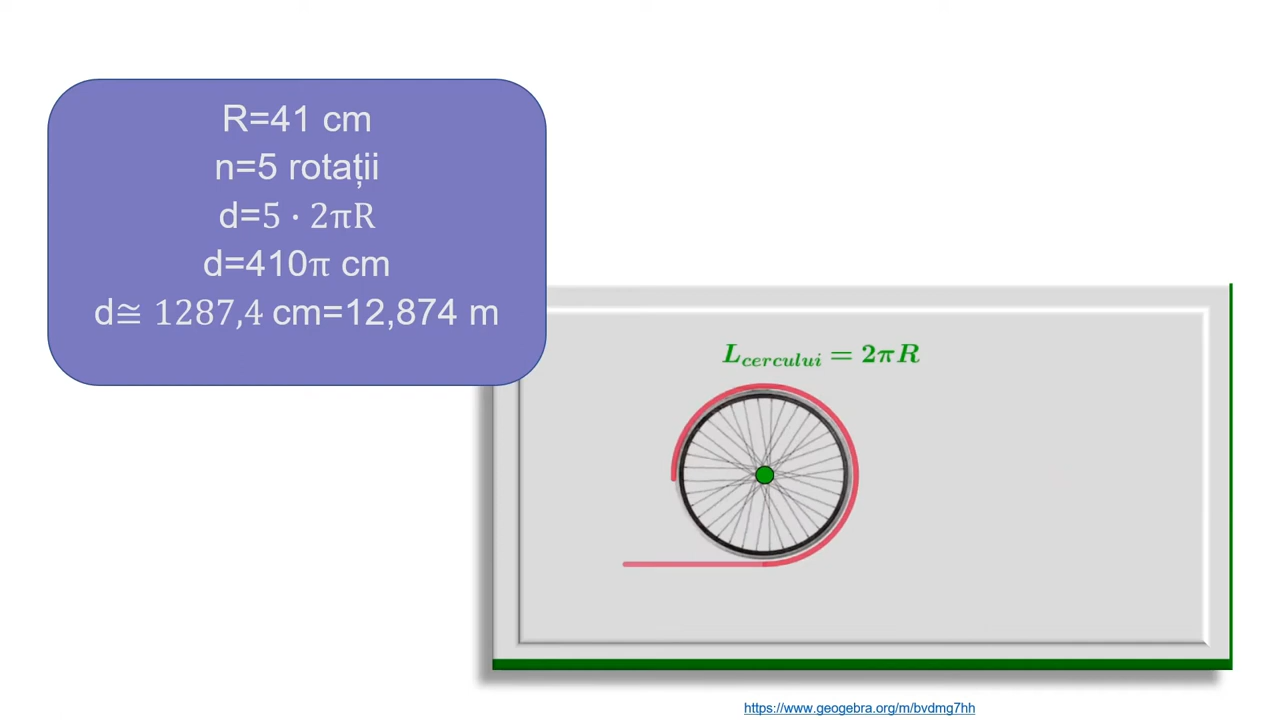 R=41 cm
n=5 rotații
d=5 · 2πR
d=410π cm
d≅ 1287,4 cm=12,874 m
L_cercului = 2πR
https://www.geogebra.org/m/bvdmg7hh